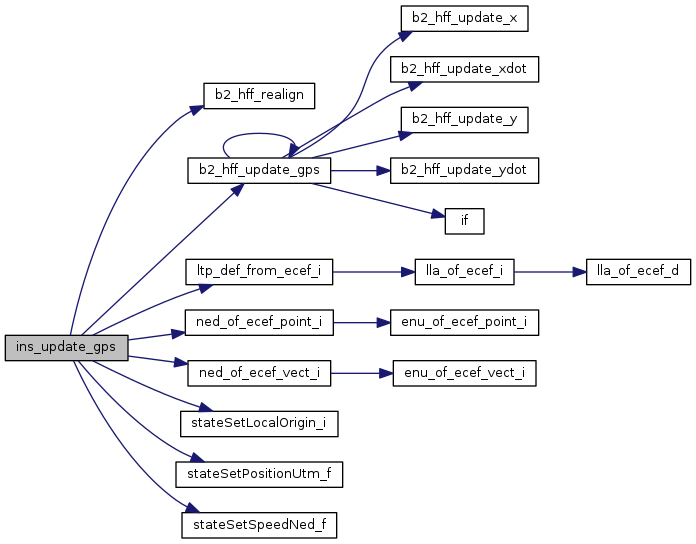 b2_hff_update_x
b2_hff_update_xdot
b2_hff_realign
b2_hff_update_y
b2_hff_update_gps
b2_hff_update_ydot
if
ltp_def_from_ecef_i
lla_of_ecef_i
lla_of_ecef_d
ned_of_ecef_point_i
enu_of_ecef_point_i
ins_update_gps
ned_of_ecef_vect_i
enu_of_ecef_vect_i
stateSetLocalOrigin_i
stateSetPositionUtm_f
stateSetSpeedNed_f